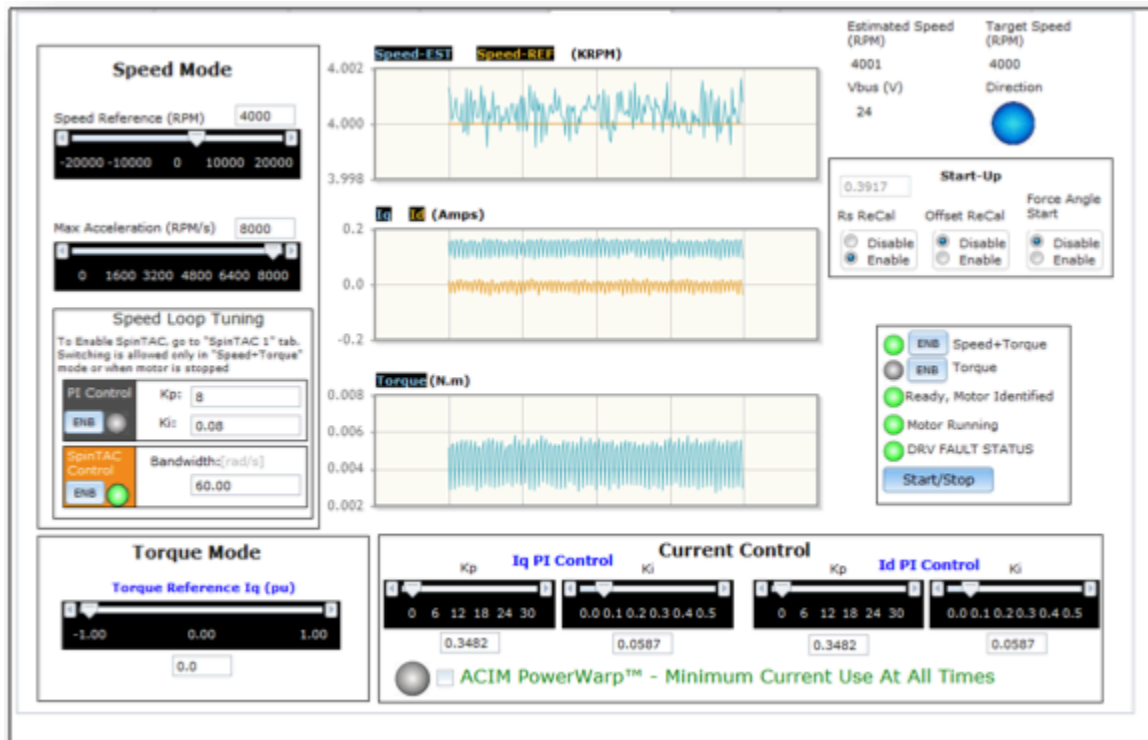 Speed Mode
Speed Reference (RPM) 4000
-20000 -10000 0 10000 20000
Max Acceleration (RPM/s) 8000
0 1600 3200 4800 6400 8000
Speed Loop Tuning
To Enable SpinTAC, go to "SpinTAC 1" tab.
Switching is allowed only in "Speed+Torque"
mode or when motor is stopped
PI Control
ENB
Kp: 8
Ki: 0.08
SpinTAC
Control
ENB
Bandwidth:[rad/s]
60.00
Speed-EST Speed-REF (KRPM)
4.002
4.000
3.998
Iq Id (Amps)
0.2
0.0
-0.2
Torque (N.m)
0.008
0.006
0.004
0.002
Estimated Speed
(RPM)
4001
Target Speed
(RPM)
4000
Vbus (V)
24
Direction
Start-Up
0.3917
Rs ReCal
Disable
Enable
Offset ReCal
Disable
Enable
Force Angle
Start
Disable
Enable
ENB Speed+Torque
ENB Torque
Ready, Motor Identified
Motor Running
DRV FAULT STATUS
Start/Stop
Torque Mode
Torque Reference Iq (pu)
-1.00 0.00 1.00
0.0
Current Control
Iq PI Control
Kp
0 6 12 18 24 30
0.3482
Ki
0.0 0.1 0.2 0.3 0.4 0.5
0.0587
Id PI Control
Kp
0 6 12 18 24 30
0.3482
Ki
0.0 0.1 0.2 0.3 0.4 0.5
0.0587
ACIM PowerWarp™ - Minimum Current Use At All Times